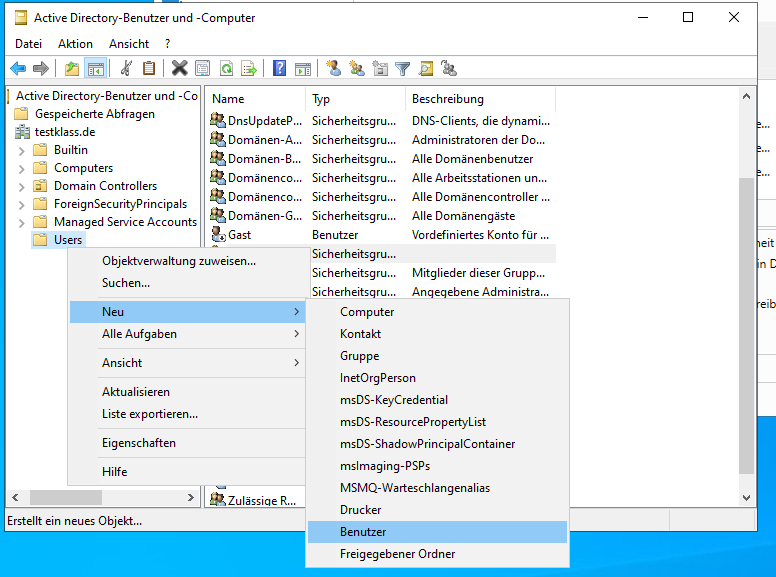 Active Directory-Benutzer und -Computer
Datei Aktion Ansicht ?
Active Directory-Benutzer und -Co
Gespeicherte Abfragen
testklass.de
Builtin
Computers
Domain Controllers
ForeignSecurityPrincipals
Managed Service Accounts
Users
Name Typ Beschreibung
DnsUpdateP... Sicherheitsgru... DNS-Clients, die dynami...
Domänen-A... Sicherheitsgru... Administratoren der Do...
Domänen-B... Sicherheitsgru... Alle Domänenbenutzer
Domänenco... Sicherheitsgru... Alle Arbeitsstationen un...
Domänenco... Sicherheitsgru... Alle Domänencontroller ...
Domänen-G... Sicherheitsgru... Alle Domänengäste
Gast Benutzer Vordefiniertes Konto für ...
Sicherheitsgru...
Sicherheitsgru... Mitglieder dieser Grupp...
Sicherheitsgru... Angegebene Administra...
Zulässige R...
Objektverwaltung zuweisen...
Suchen...
Neu
Alle Aufgaben
Ansicht
Aktualisieren
Liste exportieren...
Eigenschaften
Hilfe
Computer
Kontakt
Gruppe
InetOrgPerson
msDS-KeyCredential
msDS-ResourcePropertyList
msDS-ShadowPrincipalContainer
msImaging-PSPs
MSMQ-Warteschlangenalias
Drucker
Benutzer
Freigegebener Ordner
Erstellt ein neues Objekt...